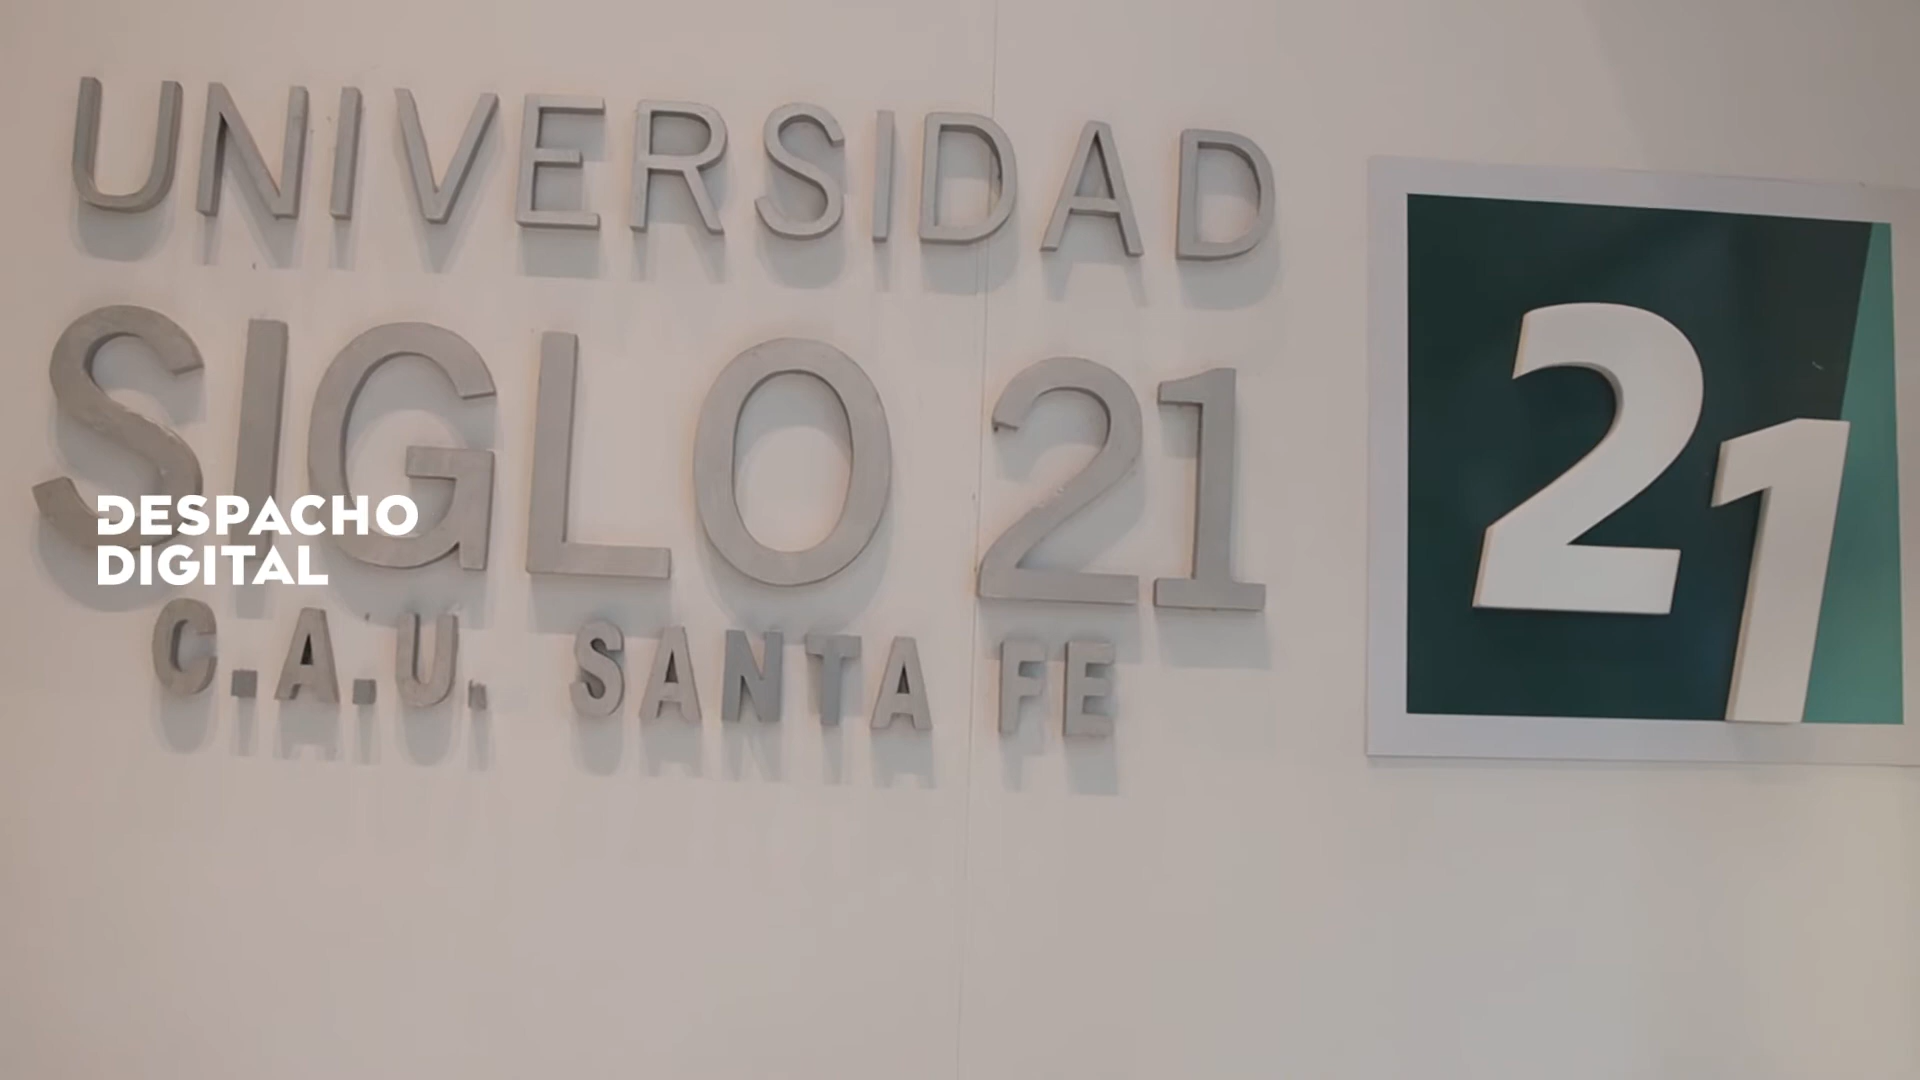 UNIVERSIDAD
SIGLO 21
C.A.U. SANTA FE
21
DESPACHO
DIGITAL